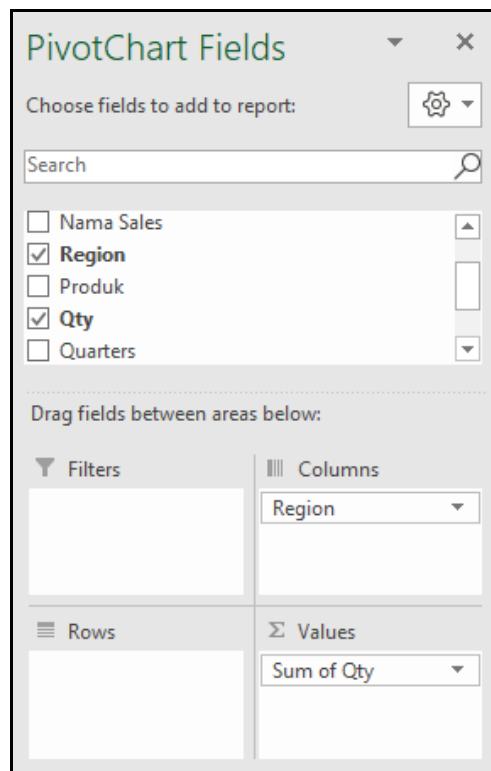 PivotChart Fields
Choose fields to add to report:
Search
Nama Sales
Region
Produk
Qty
Quarters
Drag fields between areas below:
Filters
Columns
Region
Rows
Σ Values
Sum of Qty